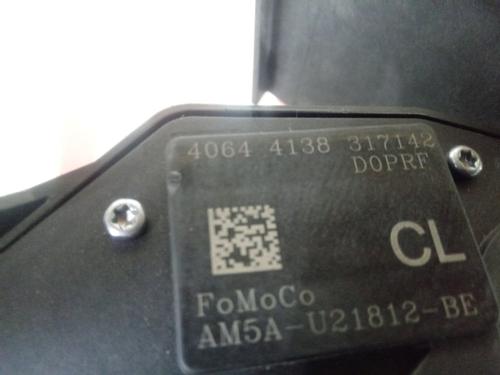 4064 4138 317142
D0PRF
CL
FoMoCo
AM5A-U21812-BE